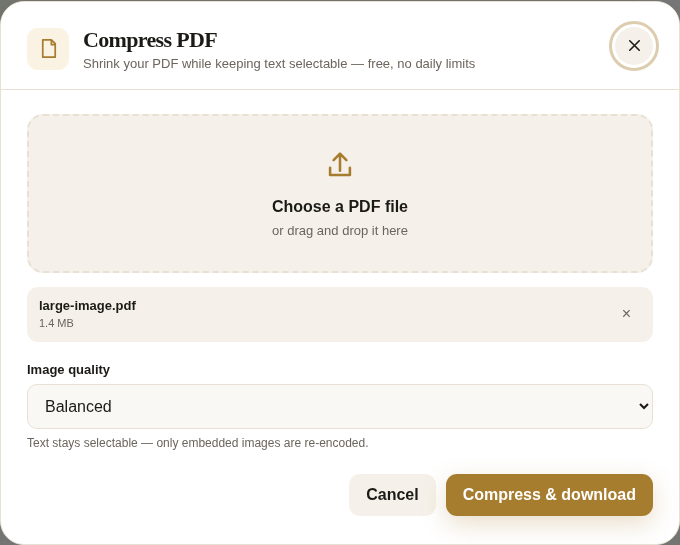 Compress PDF
Shrink your PDF while keeping text selectable — free, no daily limits
Choose a PDF file
or drag and drop it here
large-image.pdf
1.4 MB
×
Image quality
Balanced
Text stays selectable — only embedded images are re-encoded.
Cancel
Compress & download